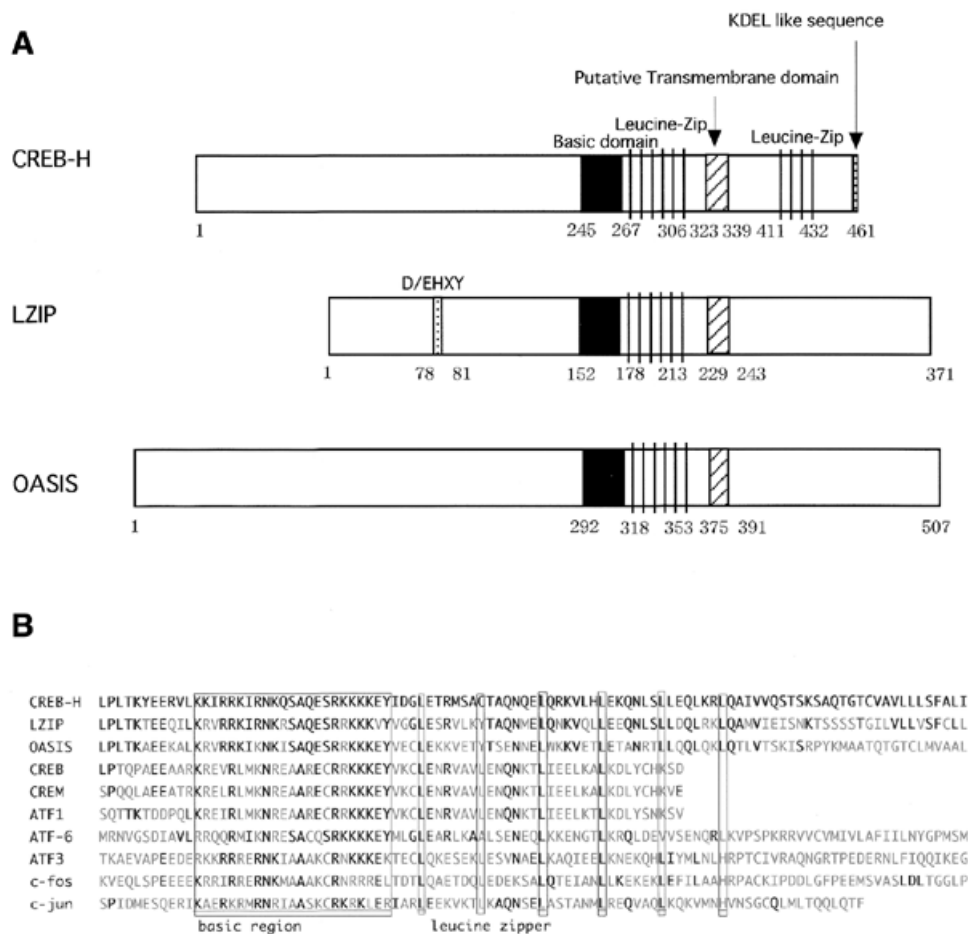 A
KDEL like sequence
Putative Transmembrane domain
Leucine-Zip
Leucine-Zip
Basic domain
CREB-H
1 245 267 306 323 339 411 432 461
D/EHXY
LZIP
1 78 81 152 178 213 229 243 371
OASIS
1 292 318 353 375 391 507
B
CREB-H LPLTKYEERVLKKIRRKIRNKQSAQESRKKKKEYIDGLETRMSACTAQNQELQRKVLHLEKQNLSLLEQLKRLQAIVVQSTSKSAQTGTCVAVLLLSFALI
LZIP LPLTKTEEQILKRVRRKIRNKRSAQESRRKKKVYVGGLESRVLKYTAQNMELQNKVQLLEEQNLSLLDQLRKLQAMVIEISNKTSSSSTGILVLLVSFCLL
OASIS LPLTKAEEKALKRVRRKIKNKISAQESRRKKKEYVECLEKKVETYTSENNELWKKVETLETANRTLLQQLQKLQTLVTSKISRPYKMAATQTGTCLMVAAL
CREB LPTQPAEEAARKREVRLMKNREAARECRRKKKEYVKCLENRVAVLENQNKTLIEELKALKDLYCHKSD
CREM SPQQLAEEATRKRELRLMKNREAARECRRKKKEYVKCLENRVAVLENQNKTLIEELKALKDLYCHKVE
ATF1 SQTTKTDDPQLKREIRLMKNREAARECRRKKKEYVKCLENRVAVLENQNKTLIEELKTLKDLYSNKSV
ATF-6 MRNVGSDIAVLRRQQRMIKNRESACQSRKKKKEYMLGLEARLKAALSENEQLKKENGTLKRQLDEVVSENQRLKVPSPKRRVVCVMIVLAFIILNYGPMSM
ATF3 TKAEVAPEEDERKKRRRERNKIAAAKCRNKKKEKTECLQKESEKLESVNAELKAQIEELKNEKQHLIYMLNLHRPTCIVRAQNGRTPEDERNLFIQQIKEG
c-fos KVEQLSPEEEEKRRIRRERNKMAAAKCRNRRRELTDTLQAETDQLEDEKSALQTEIANLLKEKEKLEFILAAHRPACKIPDDLGFPEEMSVASLDLTGGLP
c-jun SPIDMESQERIKAERKRMRNRIAASKCRKRKLERIARLEEKVKTLKAQNSELASTANMLREQVAQLKQKVMNHVNSGCQLMLTQQLQTF
basic region leucine zipper